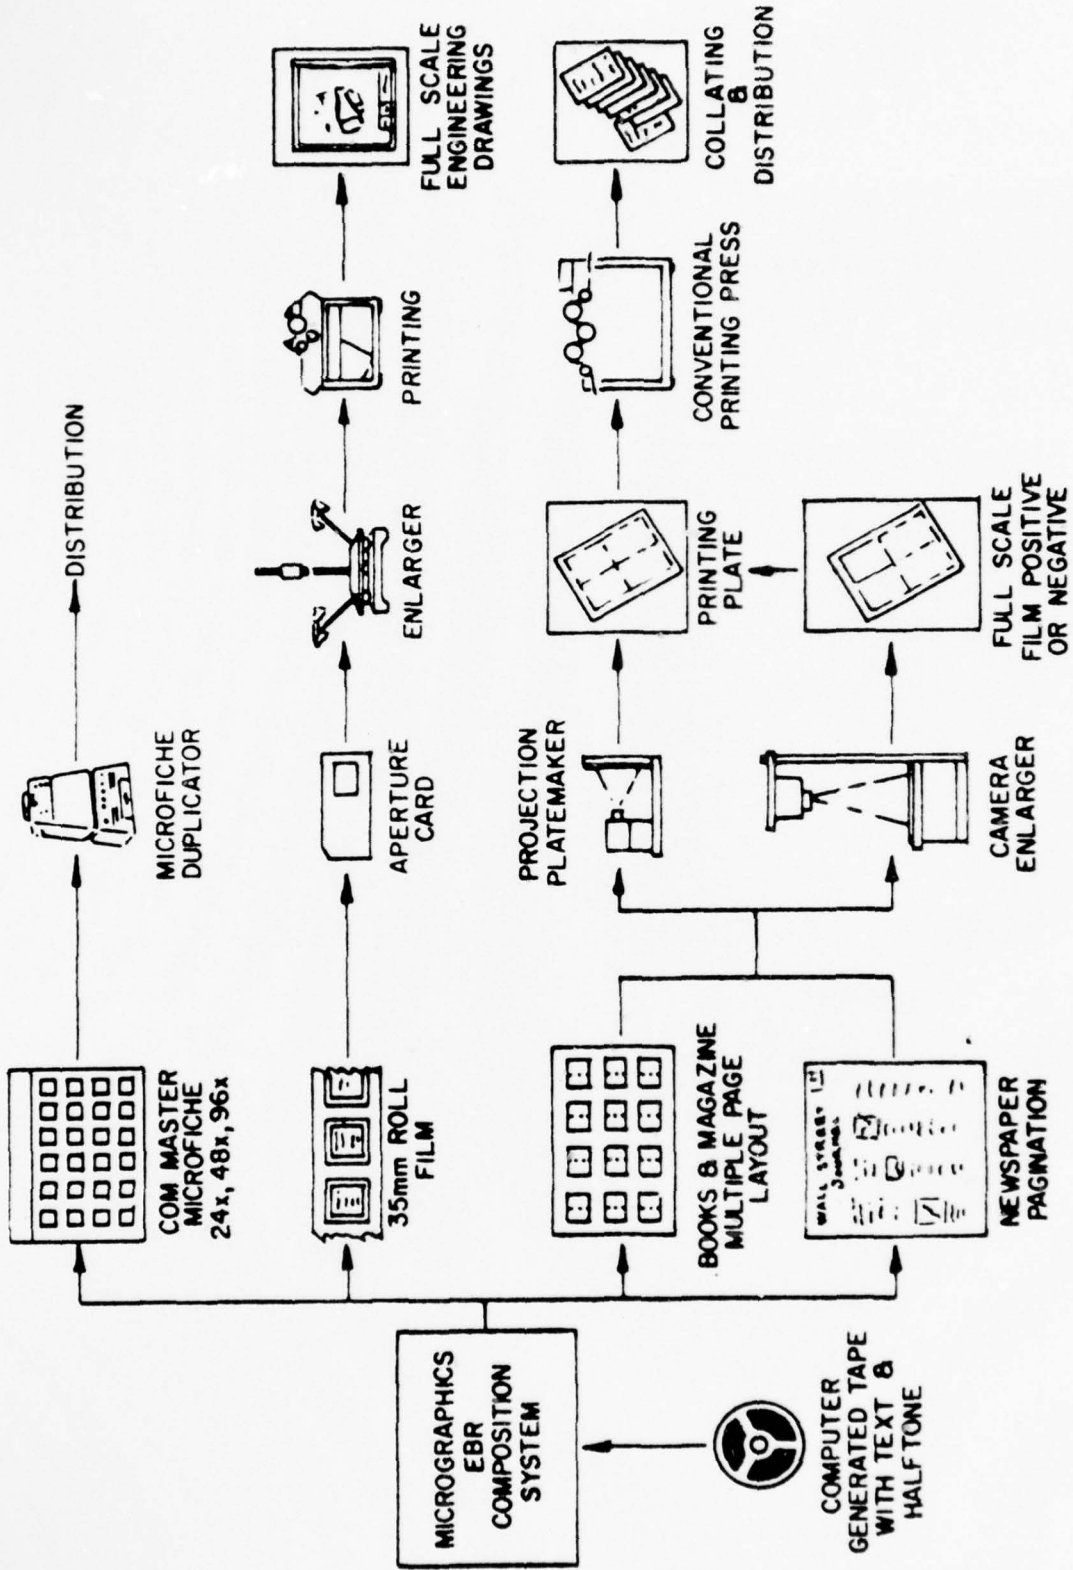 COMPUTER
GENERATED TAPE
WITH TEXT &
HALFTONE
MICROGRAPHICS
EBR
COMPOSITION
SYSTEM
COM MASTER
MICROFICHE
24x, 48x, 96x
MICROFICHE
DUPLICATOR
DISTRIBUTION
35mm ROLL
FILM
APERTURE
CARD
ENLARGER
PRINTING
FULL SCALE
ENGINEERING
DRAWINGS
BOOKS & MAGAZINE
MULTIPLE PAGE
LAYOUT
PROJECTION
PLATEMAKER
PRINTING
PLATE
CONVENTIONAL
PRINTING PRESS
COLLATING
&
DISTRIBUTION
WALL STREET
JOURNAL
NEWSPAPER
PAGINATION
CAMERA
ENLARGER
FULL SCALE
FILM POSITIVE
OR NEGATIVE